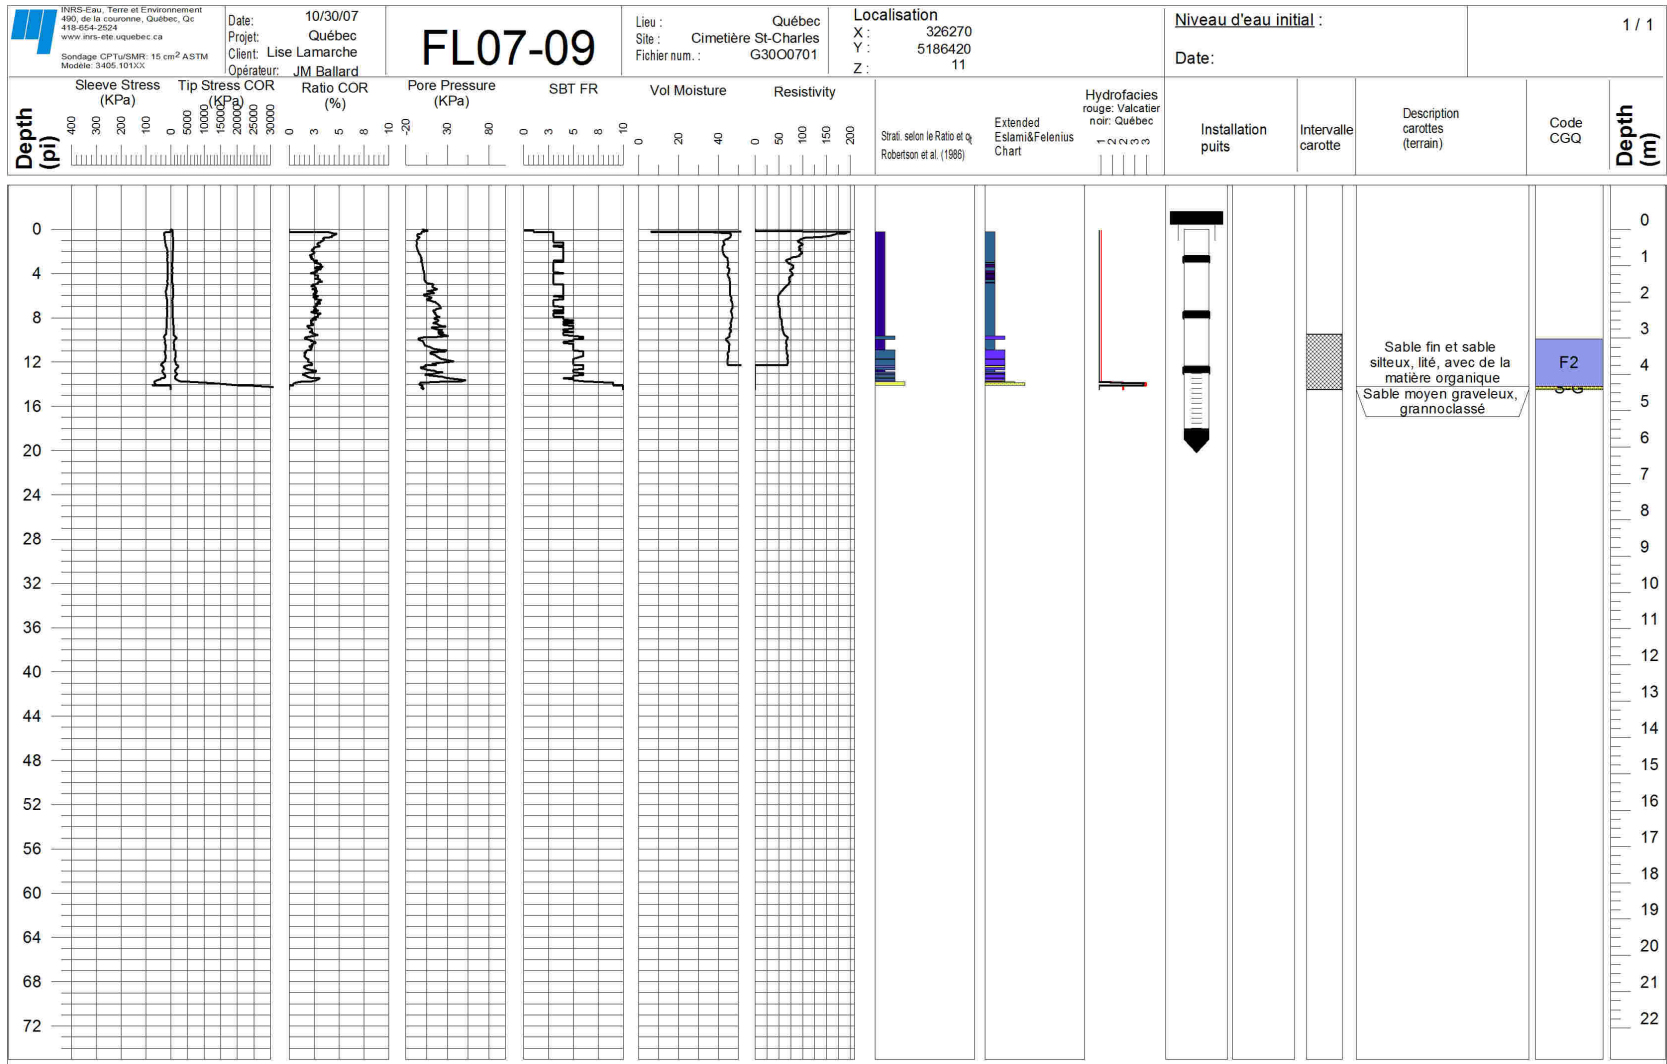 INRS-Eau, Terre et Environnement
490, de la couronne, Québec, Qc
418-654-2524
www.inrs-ete.uquebec.ca
Sondage CPTu/SMR: 15 cm² ASTM
Modèle: 3405.101XX
Date: 10/30/07
Projet: Québec
Client: Lise Lamarche
Opérateur: JM Ballard
FL07-09
Lieu : Québec
Site : Cimetière St-Charles
Fichier num. : G30O0701
Localisation
X : 326270
Y : 5186420
Z : 11
Niveau d'eau initial :
Date:
1 / 1
Depth (pi)
Sleeve Stress (KPa)
400 300 200 100 0
Tip Stress COR (KPa)
5000 10000 15000 20000 25000 30000
Ratio COR (%)
0 3 5 8 10
Pore Pressure (KPa)
-20 30 80
SBT FR
0 3 5 8 10
Vol Moisture
0 20 40
Resistivity
0 50 100 150 200
Strati. selon le Ratio et qt
Robertson et al. (1986)
Extended
Eslami&Felenius
Chart
Hydrofacies
rouge: Valcatier
noir: Québec
1 2 2 3 3
Installation puits
Intervalle carotte
Description
carottes
(terrain)
Code CGQ
Depth (m)
0
4
8
12
16
20
24
28
32
36
40
44
48
52
56
60
64
68
72
Sable fin et sable
silteux, lité, avec de la
matière organique
Sable moyen graveleux,
grannoclassé
F2
S-G
0
1
2
3
4
5
6
7
8
9
10
11
12
13
14
15
16
17
18
19
20
21
22